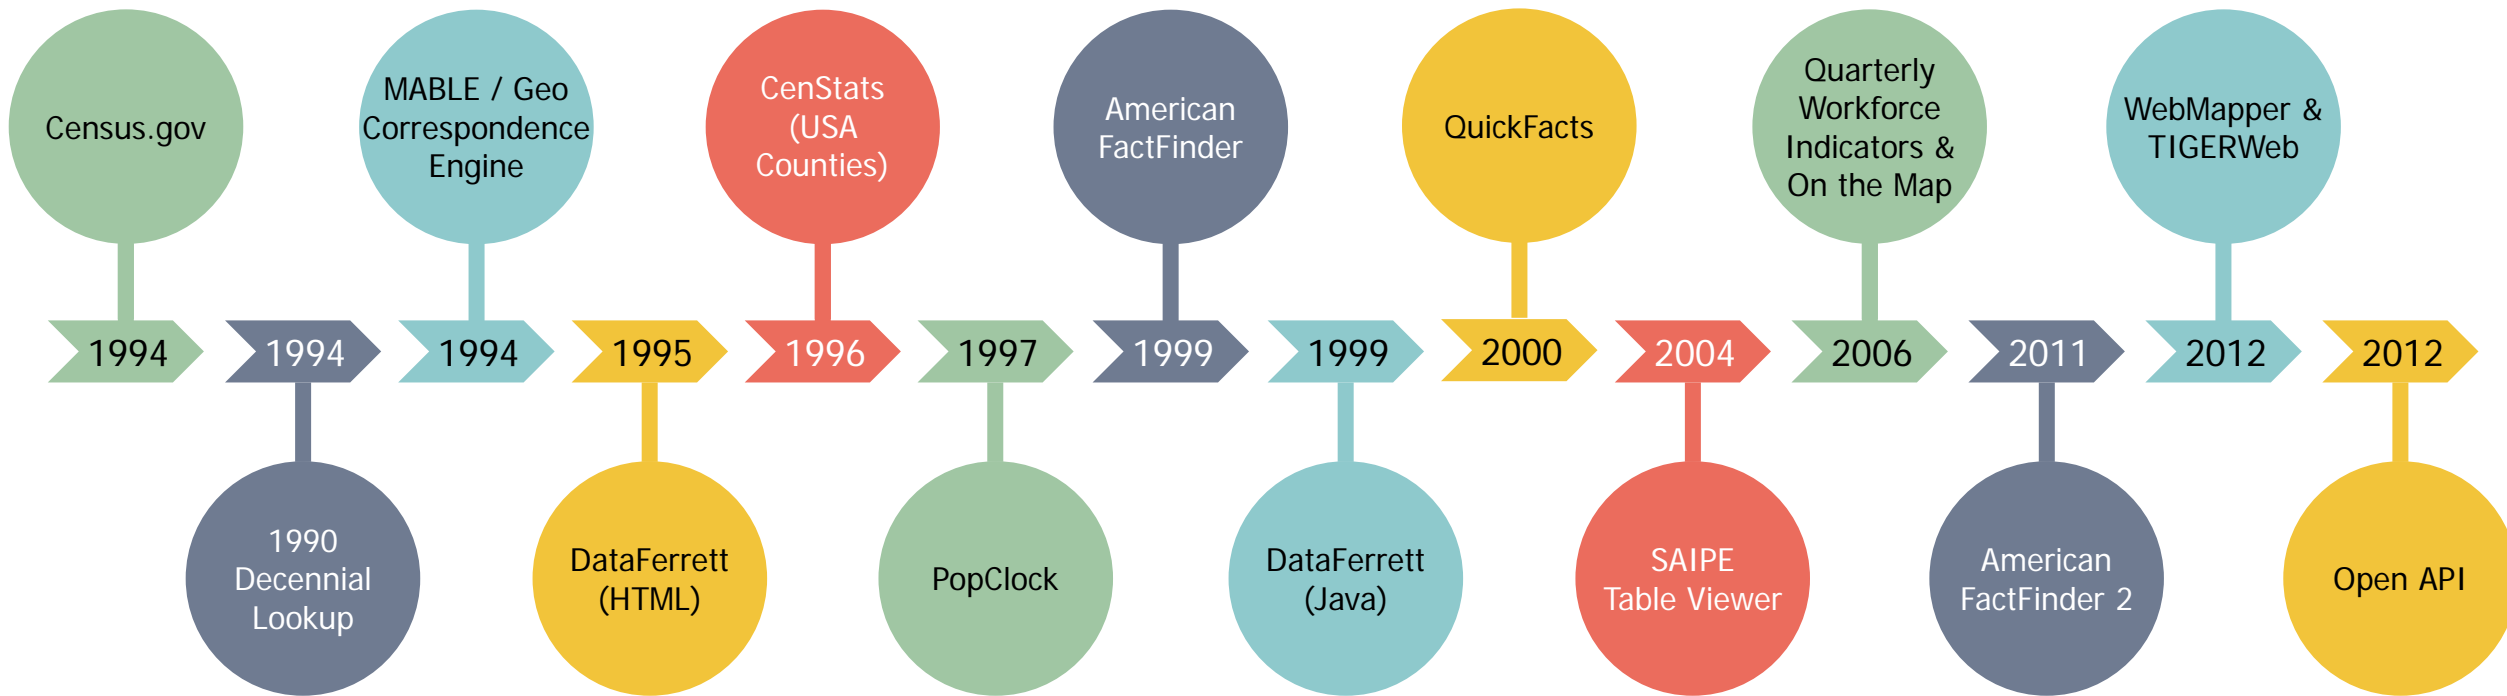 Census.gov
MABLE / Geo
Correspondence
Engine
CenStats
(USA
Counties)
American
FactFinder
QuickFacts
Quarterly
Workforce
Indicators &
On the Map
WebMapper &
TIGERWeb
1994
1994
1994
1995
1996
1997
1999
1999
2000
2004
2006
2011
2012
2012
1990
Decennial
Lookup
DataFerrett
(HTML)
PopClock
DataFerrett
(Java)
SAIPE
Table Viewer
American
FactFinder 2
Open API